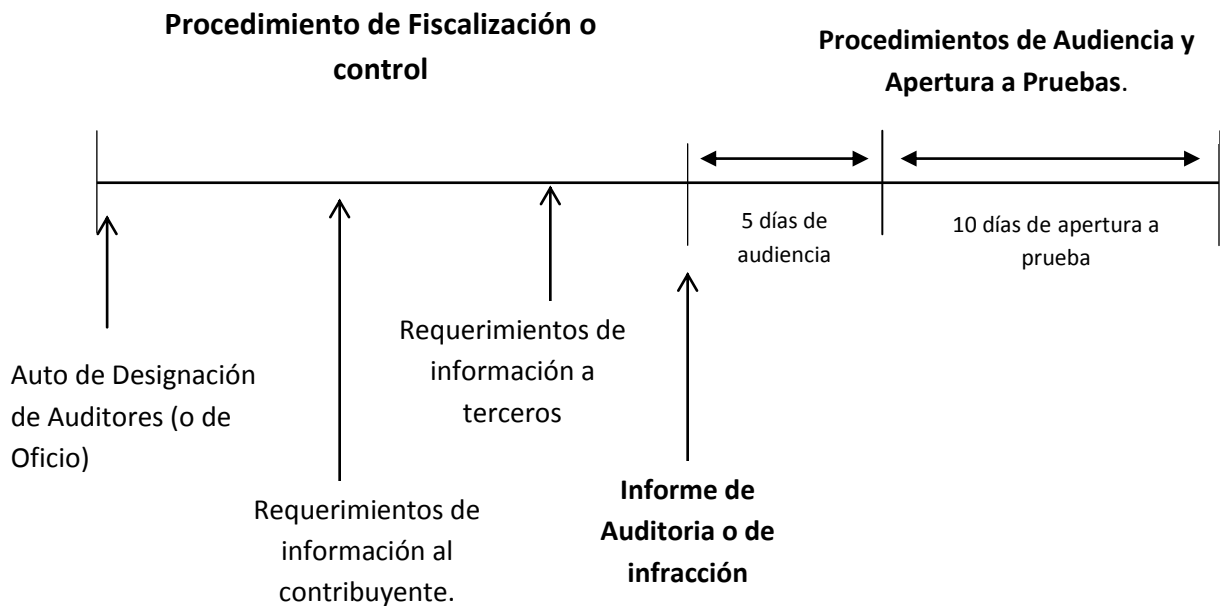 Procedimiento de Fiscalización o
control
Procedimientos de Audiencia y
Apertura a Pruebas.
5 días de
audiencia
10 días de apertura a
prueba
Auto de Designación
de Auditores (o de
Oficio)
Requerimientos de
información al
contribuyente.
Requerimientos de
información a
terceros
Informe de
Auditoria o de
infracción